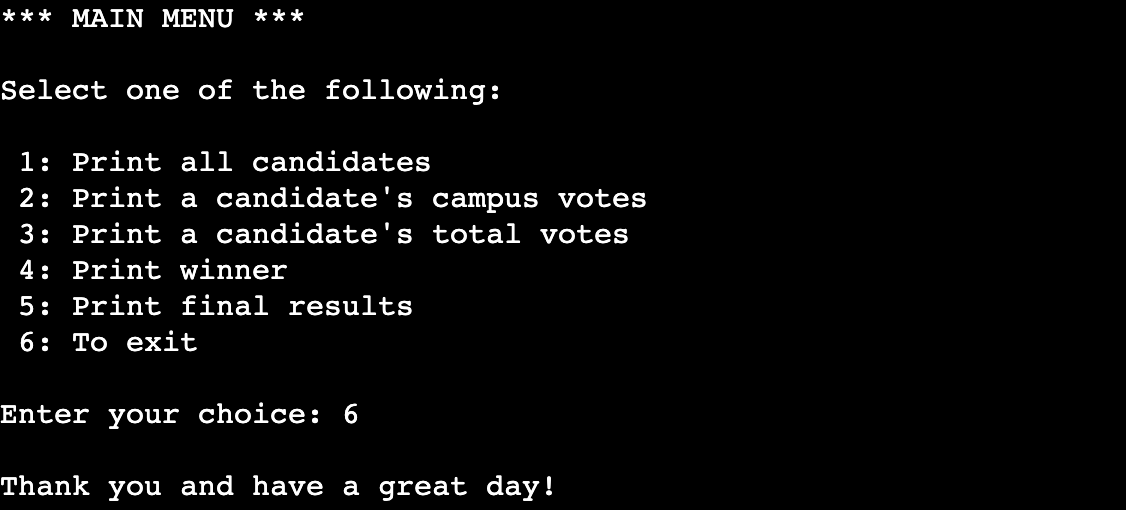 *** MAIN MENU ***
Select one of the following:
1: Print all candidates
2: Print a candidate's campus votes
3: Print a candidate's total votes
4: Print winner
5: Print final results
6: To exit
Enter your choice: 6
Thank you and have a great day!